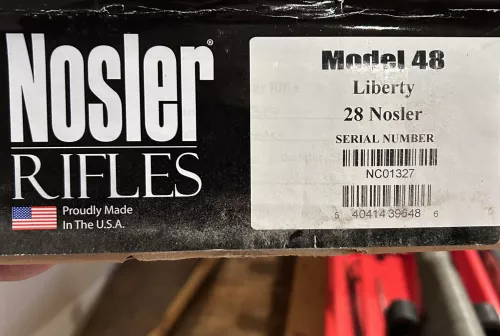 Nosler®
RIFLES
Proudly Made
In The U.S.A.
Model 48
Liberty
28 Nosler
SERIAL NUMBER
NC01327
5 40414 39648 6